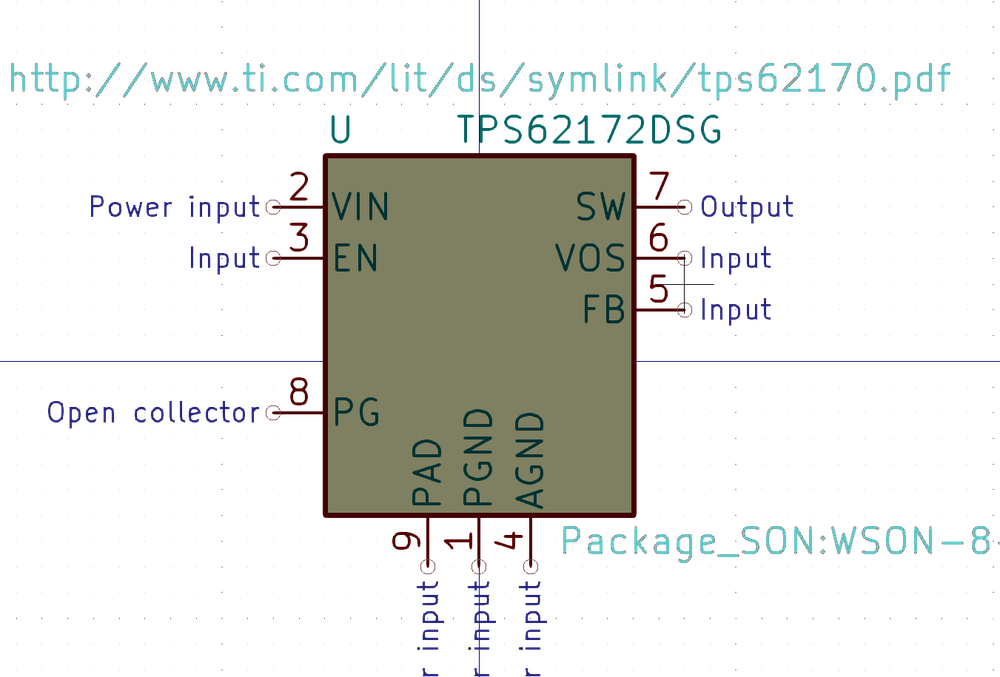 http://www.ti.com/lit/ds/symlink/tps62170.pdf
U TPS62172DSG
Power input 2 VIN SW 7 Output
Input 3 EN VOS 6 Input
FB 5 Input
Open collector 8 PG
PAD PGND AGND
9 1 4 Package_SON:WSON-8
r input r input r input